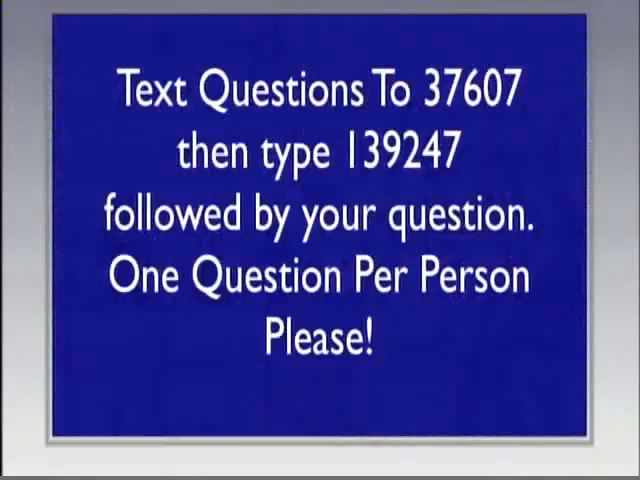 Text Questions To 37607
then type 139247
followed by your question.
One Question Per Person
Please!